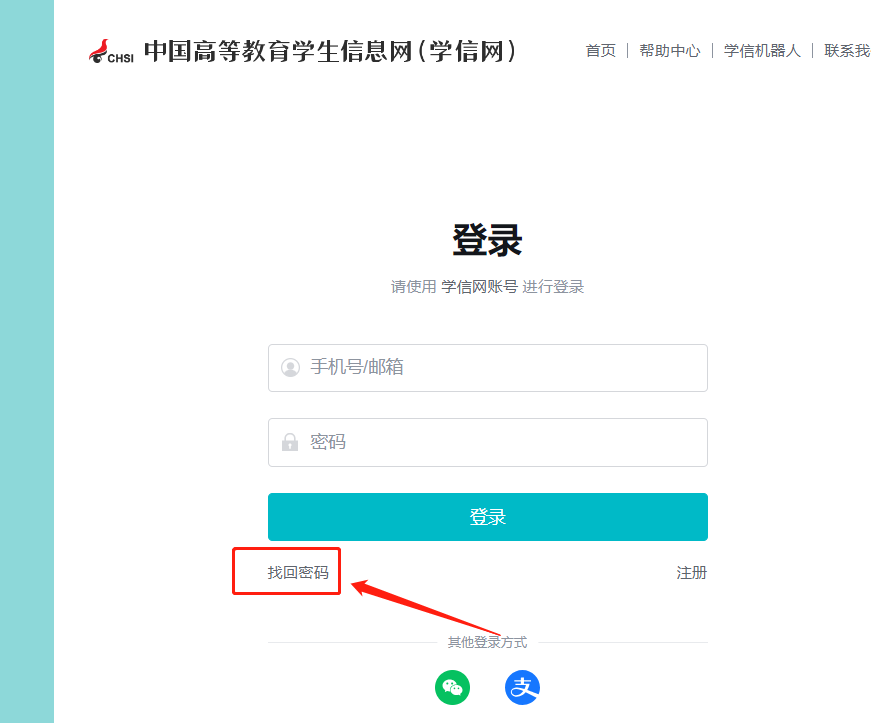 CHSI 中国高等教育学生信息网(学信网)
首页 | 帮助中心 | 学信机器人 | 联系我
登录
请使用 学信网账号 进行登录
手机号/邮箱
密码
登录
找回密码 注册
其他登录方式
支